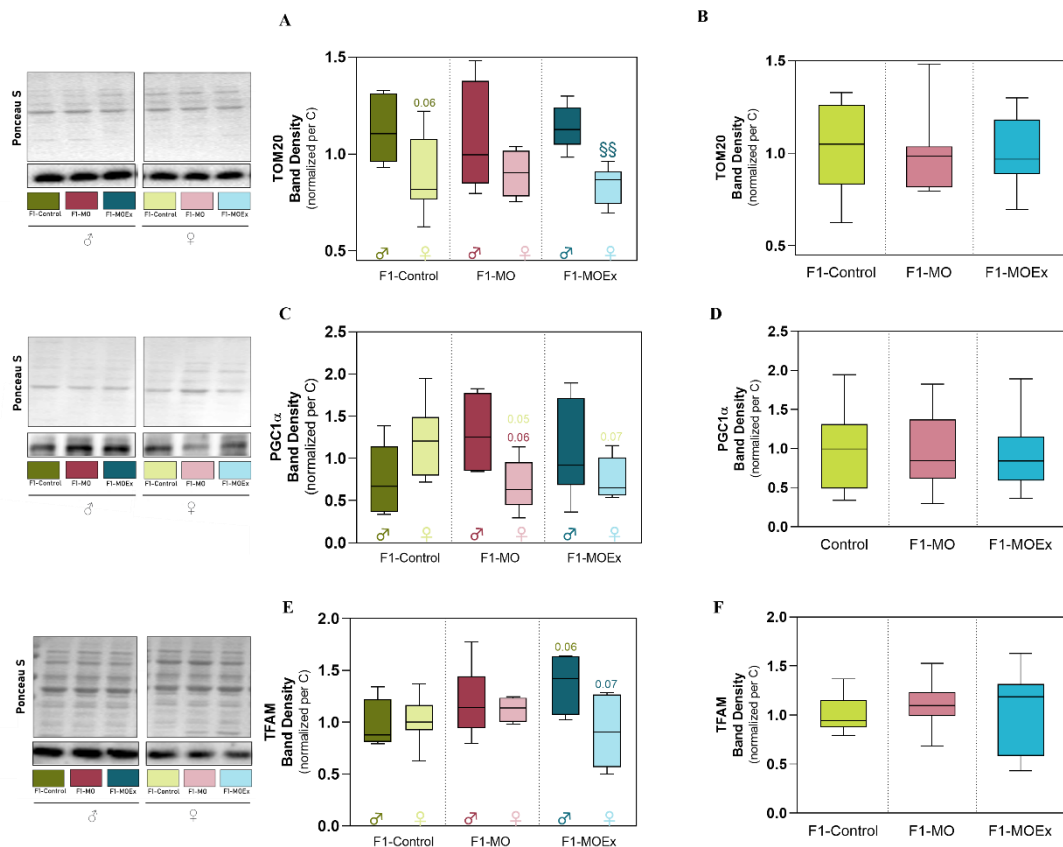 A
B
Ponceau S
F1-Control
F1-MO
F1-MOEx
F1-Control
F1-MO
F1-MOEx
♂
♀
TOM20
Band Density
(normalized per C)
1.5
1.0
0.5
0.06
§§
♂
♀
♂
♀
♂
♀
F1-Control
F1-MO
F1-MOEx
TOM20
Band Density
(normalized per C)
1.5
1.0
0.5
F1-Control
F1-MO
F1-MOEx
C
D
Ponceau S
F1-Control
F1-MO
F1-MOEx
F1-Control
F1-MO
F1-MOEx
♂
♀
PGC1α
Band Density
(normalized per C)
2.5
2.0
1.5
1.0
0.5
0.0
0.05
0.06
0.07
♂
♀
♂
♀
♂
♀
F1-Control
F1-MO
F1-MOEx
PGC1α
Band Density
(normalized per C)
2.5
2.0
1.5
1.0
0.5
0.0
Control
F1-MO
F1-MOEx
E
F
Ponceau S
F1-Control
F1-MO
F1-MOEx
F1-Control
F1-MO
F1-MOEx
♂
♀
TFAM
Band Density
(normalized per C)
2.0
1.5
1.0
0.5
0.0
0.06
0.07
♂
♀
♂
♀
♂
♀
F1-Control
F1-MO
F1-MOEx
TFAM
Band Density
(normalized per C)
2.0
1.5
1.0
0.5
0.0
F1-Control
F1-MO
F1-MOEx